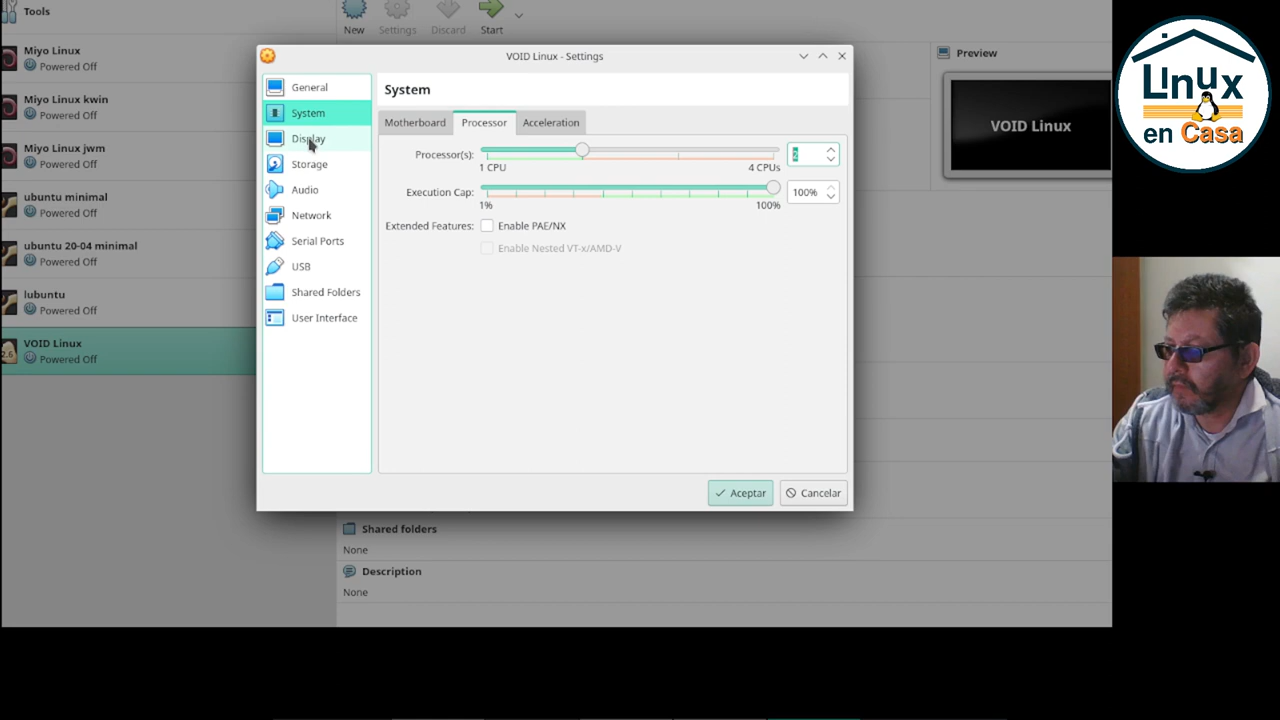 Tools
New
Settings
Discard
Start
Miyo Linux
Powered Off
Miyo Linux kwin
Powered Off
Miyo Linux jwm
Powered Off
ubuntu minimal
Powered Off
ubuntu 20-04 minimal
Powered Off
lubuntu
Powered Off
VOID Linux
Powered Off
VOID Linux - Settings
General
System
Display
Storage
Audio
Network
Serial Ports
USB
Shared Folders
User Interface
System
Motherboard
Processor
Acceleration
Processor(s):
2
1 CPU
4 CPUs
Execution Cap:
100%
1%
100%
Extended Features:
Enable PAE/NX
Enable Nested VT-x/AMD-V
Aceptar
Cancelar
Shared folders
None
Description
None
Preview
VOID Linux
Linux
en Casa